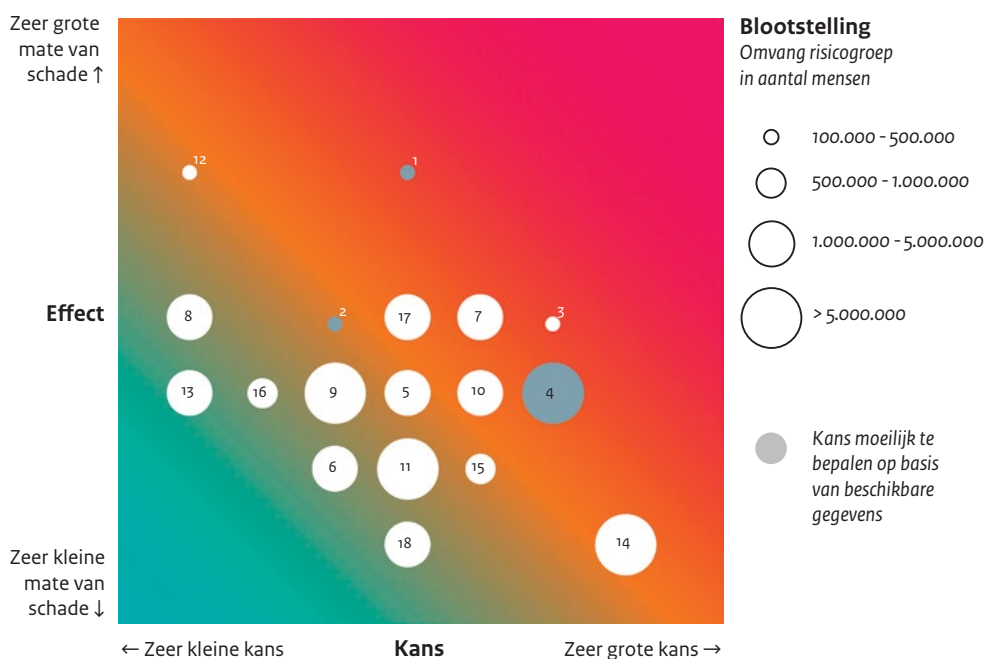 Zeer grote
mate van
schade ↑
Effect
Zeer kleine
mate van
schade ↓
12
1
8
2
17
7
3
13
16
9
5
10
4
6
11
15
18
14
← Zeer kleine kans
Kans
Zeer grote kans →
Blootstelling
Omvang risicogroep
in aantal mensen
100.000 - 500.000
500.000 - 1.000.000
1.000.000 - 5.000.000
> 5.000.000
Kans moeilijk te
bepalen op basis
van beschikbare
gegevens